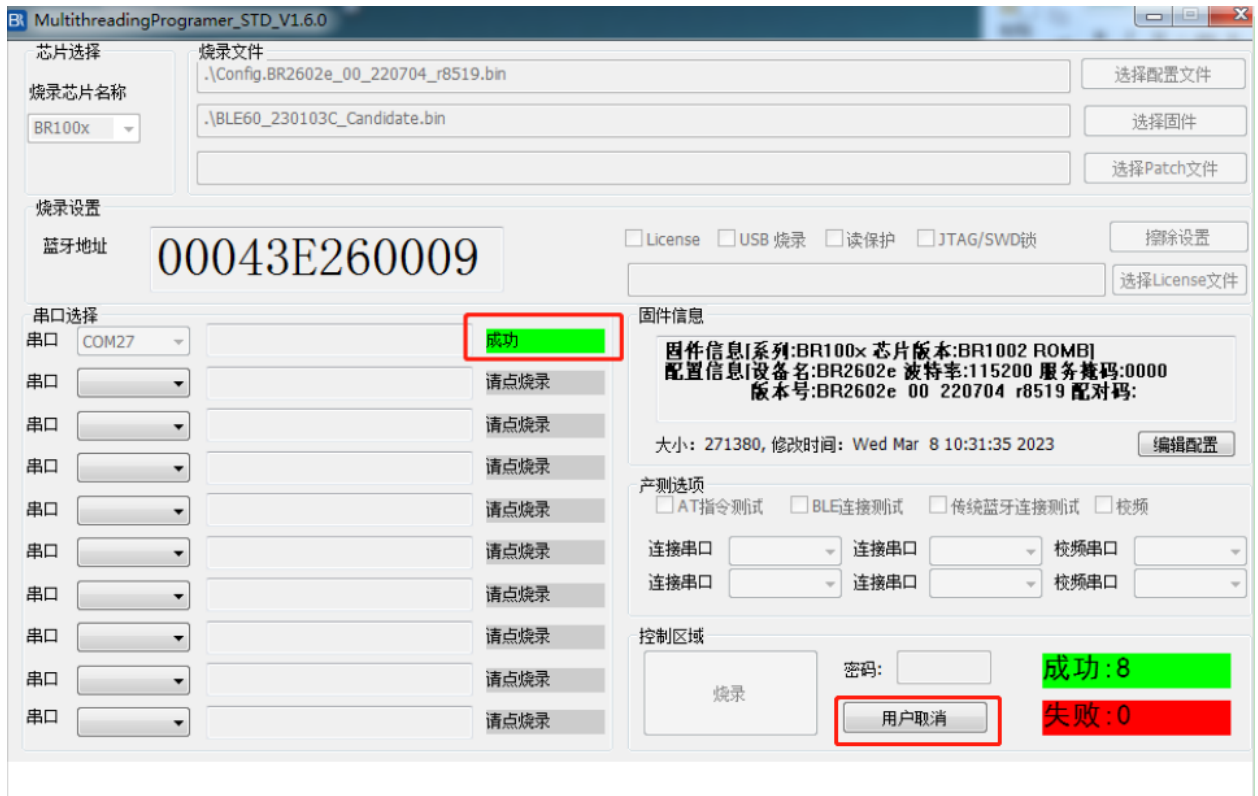 BR MultithreadingProgramer_STD_V1.6.0
芯片选择
烧录芯片名称
BR100x
烧录文件
.\Config.BR2602e_00_220704_r8519.bin
选择配置文件
.\BLE60_230103C_Candidate.bin
选择固件
选择Patch文件
烧录设置
蓝牙地址
00043E260009
License USB 烧录 读保护 JTAG/SWD锁
擦除设置
选择License文件
串口选择
串口 COM27 成功
串口 请点烧录
串口 请点烧录
串口 请点烧录
串口 请点烧录
串口 请点烧录
串口 请点烧录
串口 请点烧录
串口 请点烧录
串口 请点烧录
固件信息
固件信息[系列:BR100x 芯片版本:BR1002 ROMB]
配置信息[设备名:BR2602e 波特率:115200 服务掩码:0000
版本号:BR2602e_00_220704_r8519 配对码:
大小: 271380, 修改时间: Wed Mar 8 10:31:35 2023
编辑配置
产测选项
AT指令测试 BLE连接测试 传统蓝牙连接测试 校频
连接串口 连接串口 校频串口
连接串口 连接串口 校频串口
控制区域
烧录
密码:
用户取消
成功:8
失败:0